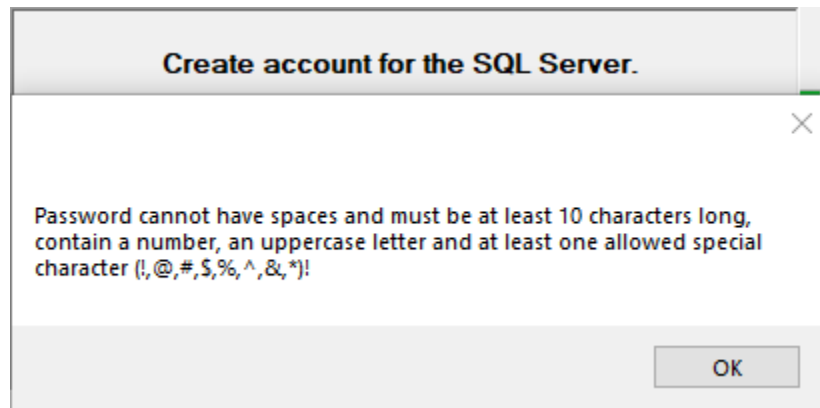 Create account for the SQL Server.
Password cannot have spaces and must be at least 10 characters long,
contain a number, an uppercase letter and at least one allowed special
character (!,@,#,$,%,^,&,*)!
OK